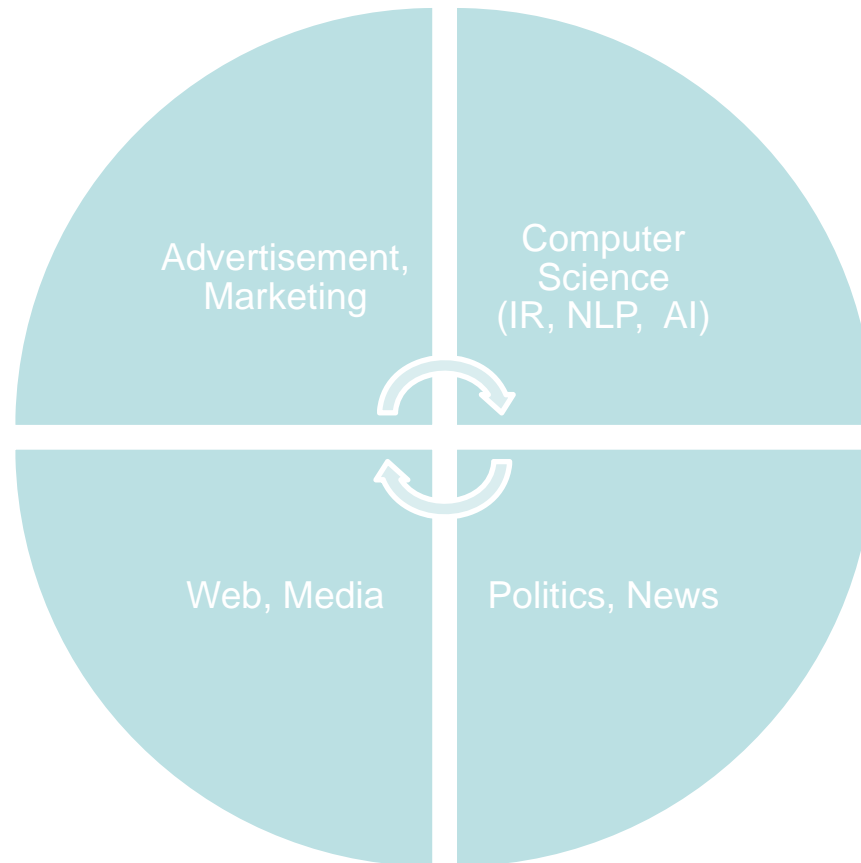 Advertisement,
Marketing
Computer
Science
(IR, NLP,  AI)
Web, Media
Politics, News